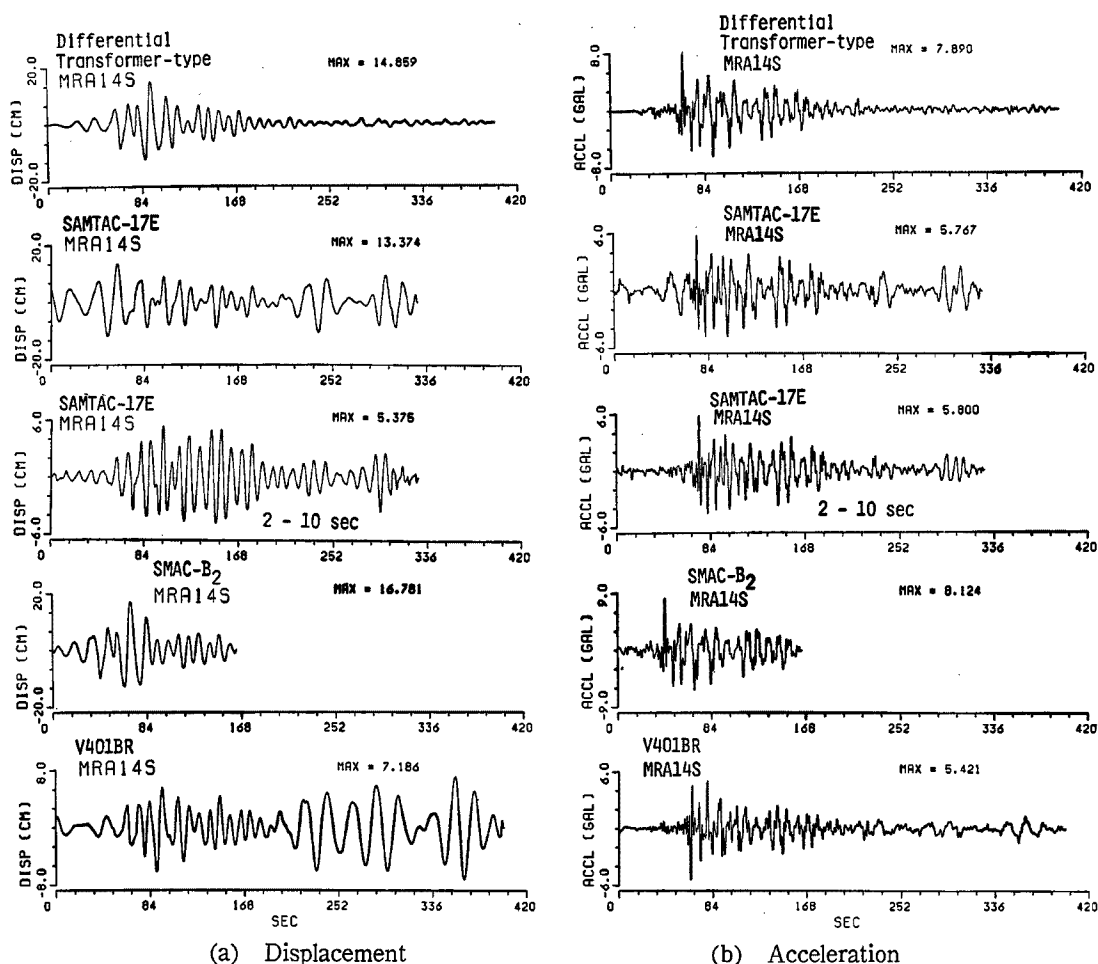 Differential
Transformer-type
MRA14S
MAX = 14.859
DISP (CM)
20.0
-20.0
0 84 168 252 336 420
SAMTAC-17E
MRA14S
MAX = 13.374
DISP (CM)
20.0
-20.0
0 84 168 252 336 420
SAMTAC-17E
MRA14S
MAX = 5.375
DISP (CM)
6.0
-6.0
2 - 10 sec
0 84 168 252 336 420
SMAC-B2
MRA14S
MAX = 16.781
DISP (CM)
20.0
-20.0
0 84 168 252 336 420
V401BR
MRA14S
MAX = 7.186
DISP (CM)
8.0
-8.0
0 84 168 252 336 420
SEC
(a) Displacement
Differential
Transformer-type
MRA14S
MAX = 7.890
ACCL (GAL)
8.0
-8.0
0 84 168 252 336 420
SAMTAC-17E
MRA14S
MAX = 5.767
ACCL (GAL)
6.0
-6.0
0 84 168 252 336 420
SAMTAC-17E
MRA14S
MAX = 5.800
ACCL (GAL)
6.0
-6.0
2 - 10 sec
0 84 168 252 336 420
SMAC-B2
MRA14S
MAX = 8.124
ACCL (GAL)
9.0
-9.0
0 84 168 252 336 420
V401BR
MRA14S
MAX = 5.421
ACCL (GAL)
6.0
-6.0
0 84 168 252 336 420
SEC
(b) Acceleration